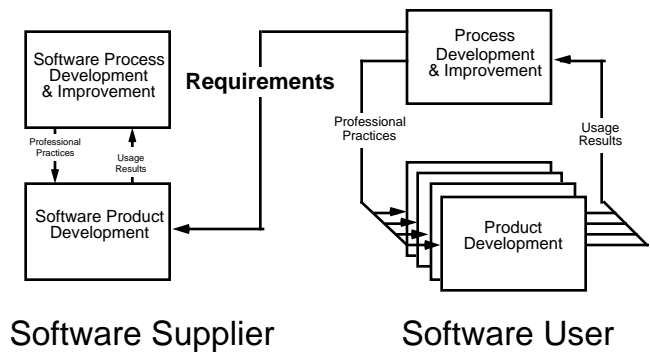 Software Process
Development
& Improvement
Professional
Practices
Usage
Results
Software Product
Development
Requirements
Process
Development
& Improvement
Professional
Practices
Usage
Results
Product
Development
Software Supplier
Software User